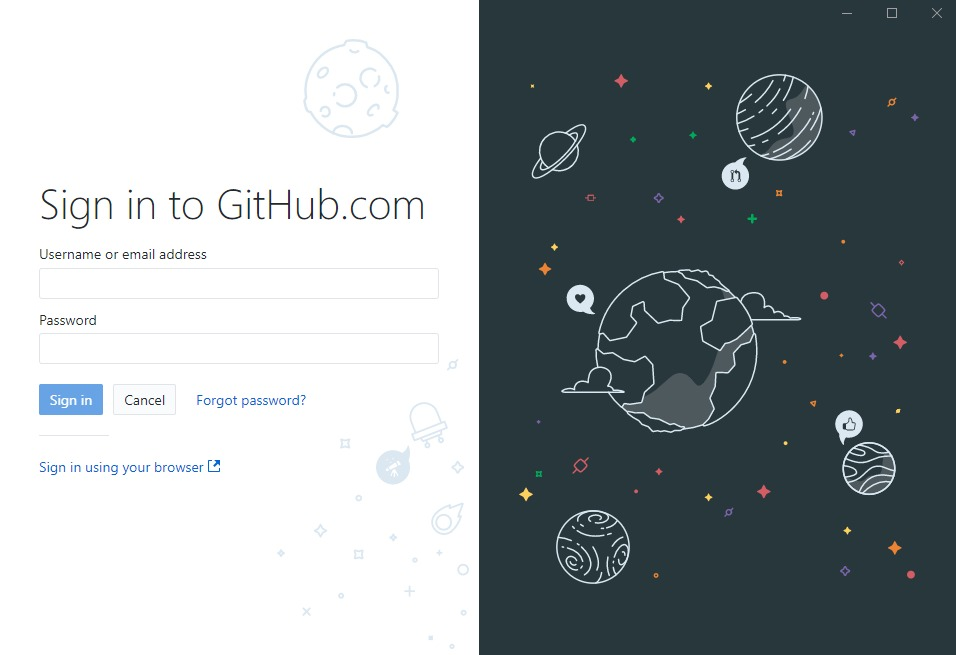 Sign in to GitHub.com
Username or email address
Password
Sign in Cancel Forgot password?
Sign in using your browser